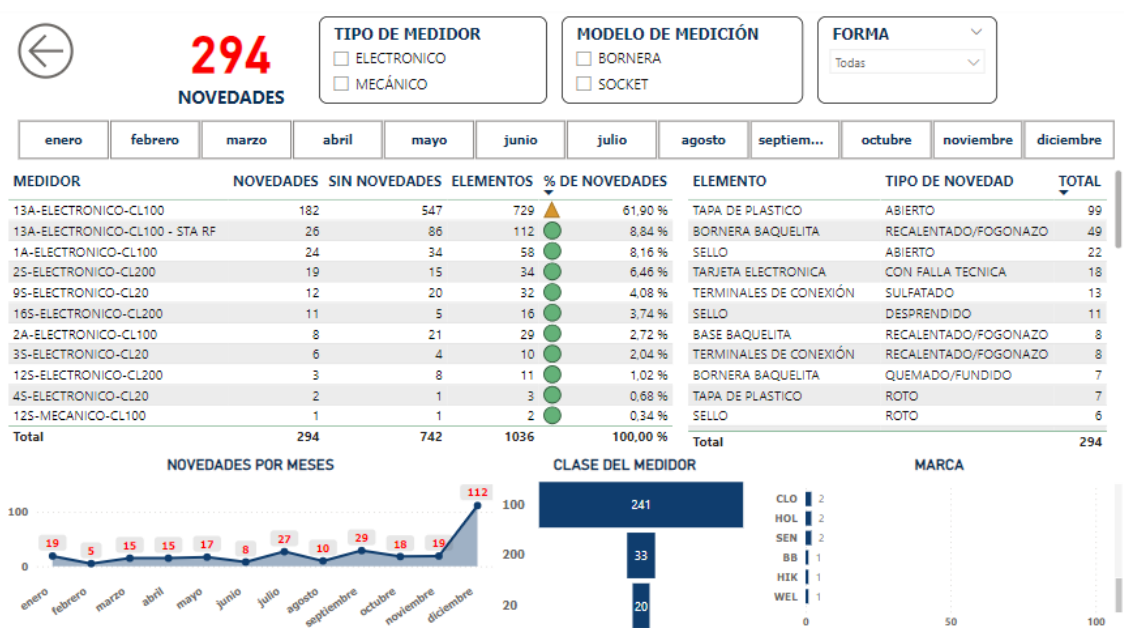 294
NOVEDADES
TIPO DE MEDIDOR
ELECTRONICO
MECÁNICO
MODELO DE MEDICIÓN
BORNERA
SOCKET
FORMA
Todas
enero febrero marzo abril mayo junio julio agosto septiem... octubre noviembre diciembre
MEDIDOR NOVEDADES SIN NOVEDADES ELEMENTOS % DE NOVEDADES
13A-ELECTRONICO-CL100 182 547 729 61,90 %
13A-ELECTRONICO-CL100 - STA RF 26 86 112 8,84 %
1A-ELECTRONICO-CL100 24 34 58 8,16 %
2S-ELECTRONICO-CL200 19 15 34 6,46 %
9S-ELECTRONICO-CL20 12 20 32 4,08 %
16S-ELECTRONICO-CL200 11 5 16 3,74 %
2A-ELECTRONICO-CL100 8 21 29 2,72 %
3S-ELECTRONICO-CL20 6 4 10 2,04 %
12S-ELECTRONICO-CL200 3 8 11 1,02 %
4S-ELECTRONICO-CL20 2 1 3 0,68 %
12S-MECANICO-CL100 1 1 2 0,34 %
Total 294 742 1036 100,00 %
ELEMENTO TIPO DE NOVEDAD TOTAL
TAPA DE PLASTICO ABIERTO 99
BORNERA BAQUELITA RECALENTADO/FOGONAZO 49
SELLO ABIERTO 22
TARJETA ELECTRONICA CON FALLA TECNICA 18
TERMINALES DE CONEXIÓN SULFATADO 13
SELLO DESPRENDIDO 11
BASE BAQUELITA RECALENTADO/FOGONAZO 8
TERMINALES DE CONEXIÓN RECALENTADO/FOGONAZO 8
BORNERA BAQUELITA QUEMADO/FUNDIDO 7
TAPA DE PLASTICO ROTO 7
SELLO ROTO 6
Total 294
NOVEDADES POR MESES
100
0
19 5 15 15 17 8 27 10 29 18 19 112
enero febrero marzo abril mayo junio julio agosto septiembre octubre noviembre diciembre
CLASE DEL MEDIDOR
100 241
200 33
20 20
MARCA
CLO 2
HOL 2
SEN 2
BB 1
HIK 1
WEL 1
0 50 100